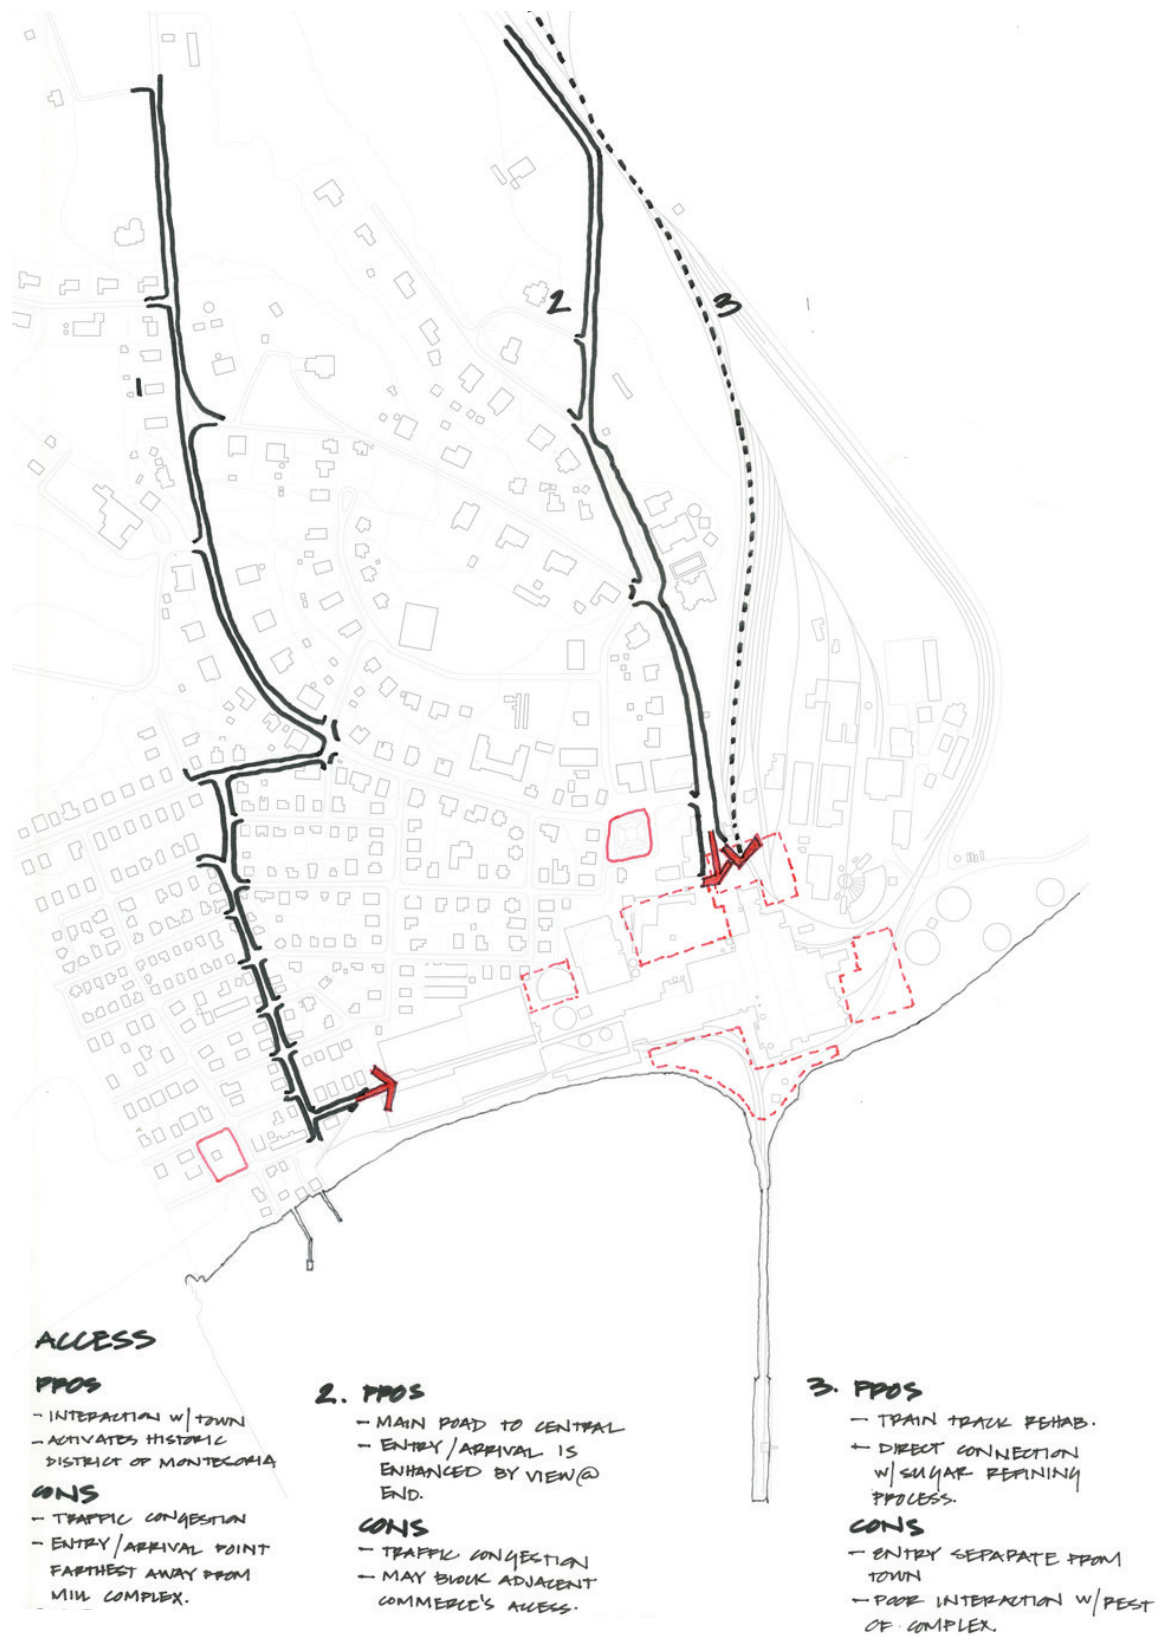 2
3
1
ACCESS
PROS
- INTERACTION W/ TOWN
- ACTIVATES HISTORIC
DISTRICT OF MONTESORIA
CONS
- TRAFFIC CONGESTION
- ENTRY/ARRIVAL POINT
FARTHEST AWAY FROM
MILL COMPLEX.
2. PROS
- MAIN ROAD TO CENTRAL
- ENTRY/ARRIVAL IS
ENHANCED BY VIEW @
END.
CONS
- TRAFFIC CONGESTION
- MAY BLOCK ADJACENT
COMMERCE'S ACCESS.
3. PROS
- TRAIN TRACK REHAB.
- DIRECT CONNECTION
W/ SUGAR REFINING
PROCESS.
CONS
- ENTRY SEPARATE FROM
TOWN
- POOR INTERACTION W/ REST
OF COMPLEX.